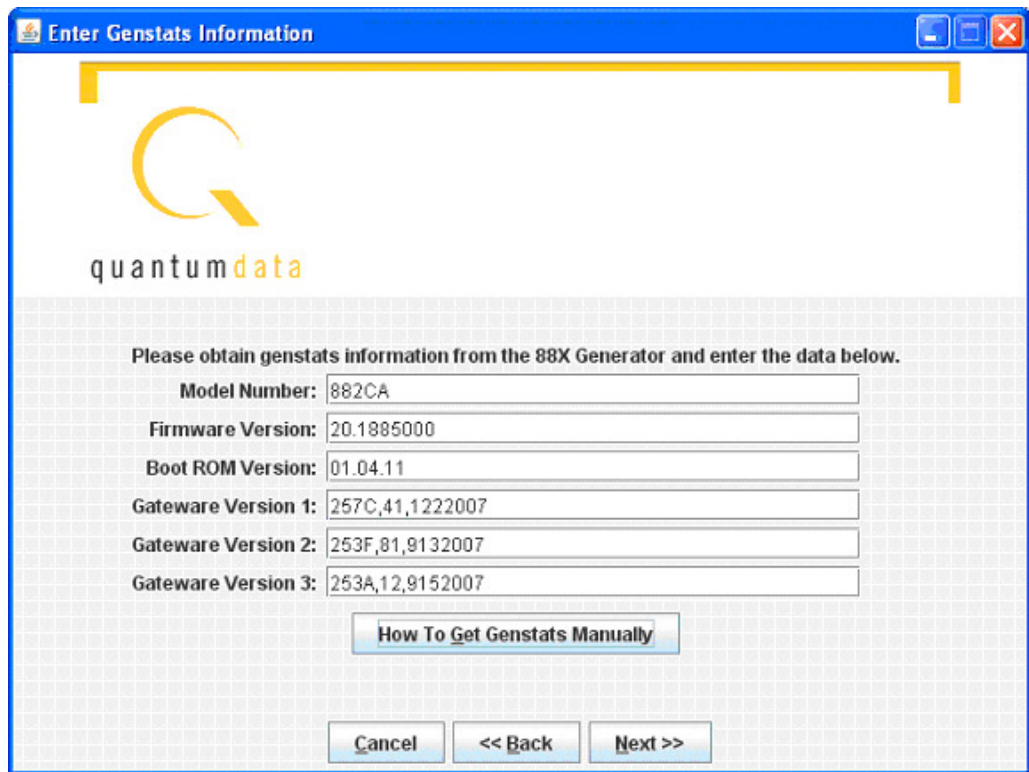 Enter Genstats Information
quantumdata
Please obtain genstats information from the 88X Generator and enter the data below.
Model Number: 882CA
Firmware Version: 20.1885000
Boot ROM Version: 01.04.11
Gateware Version 1: 257C,41,1222007
Gateware Version 2: 253F,81,9132007
Gateware Version 3: 253A,12,9152007
How To Get Genstats Manually
Cancel << Back Next >>